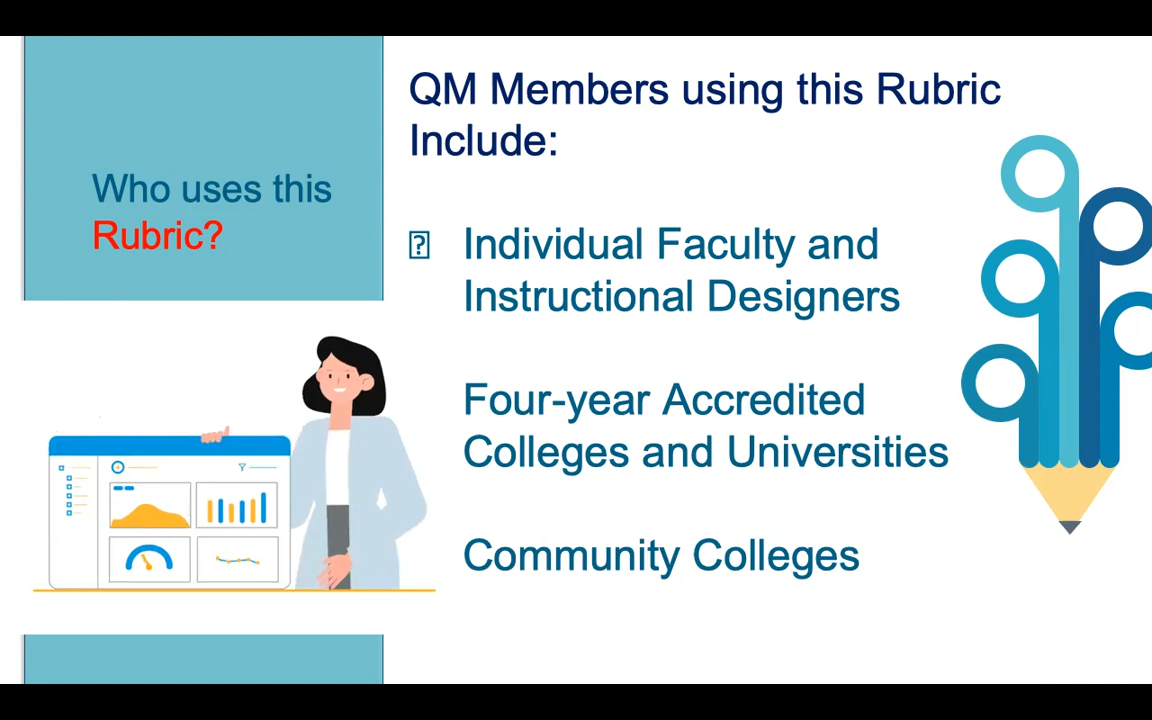 Who uses this
Rubric?
QM Members using this Rubric
Include:
Individual Faculty and
Instructional Designers
Four-year Accredited
Colleges and Universities
Community Colleges